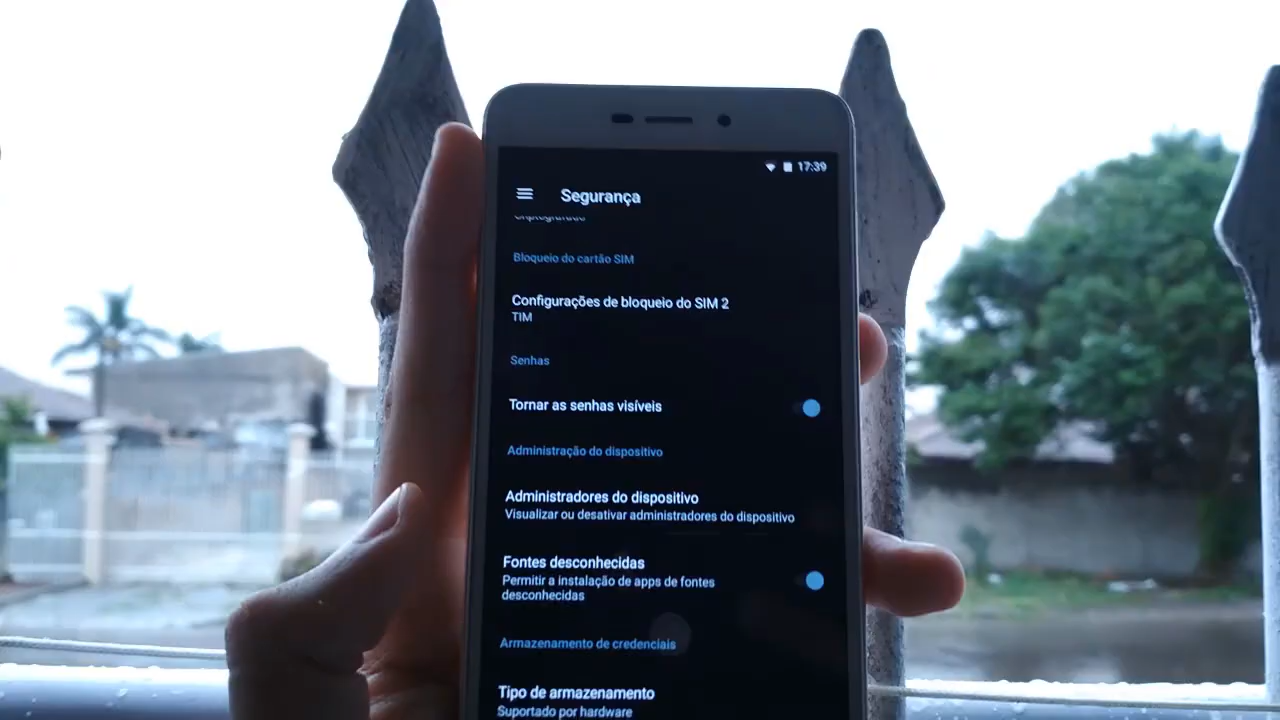 17:39
Segurança
Criptografado
Bloqueio do cartão SIM
Configurações de bloqueio do SIM 2
TIM
Senhas
Tornar as senhas visíveis
Administração do dispositivo
Administradores do dispositivo
Visualizar ou desativar administradores do dispositivo
Fontes desconhecidas
Permitir a instalação de apps de fontes
desconhecidas
Armazenamento de credenciais
Tipo de armazenamento
Suportado por hardware